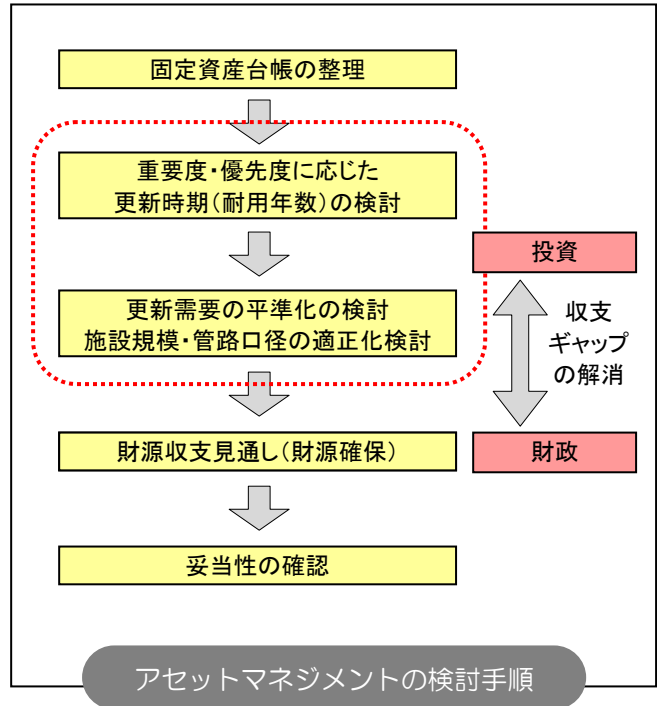 固定資産台帳の整理
重要度・優先度に応じた
更新時期(耐用年数)の検討
投資
更新需要の平準化の検討
施設規模・管路口径の適正化検討
収支
ギャップ
の解消
財源収支見通し(財源確保)
財政
妥当性の確認
アセットマネジメントの検討手順